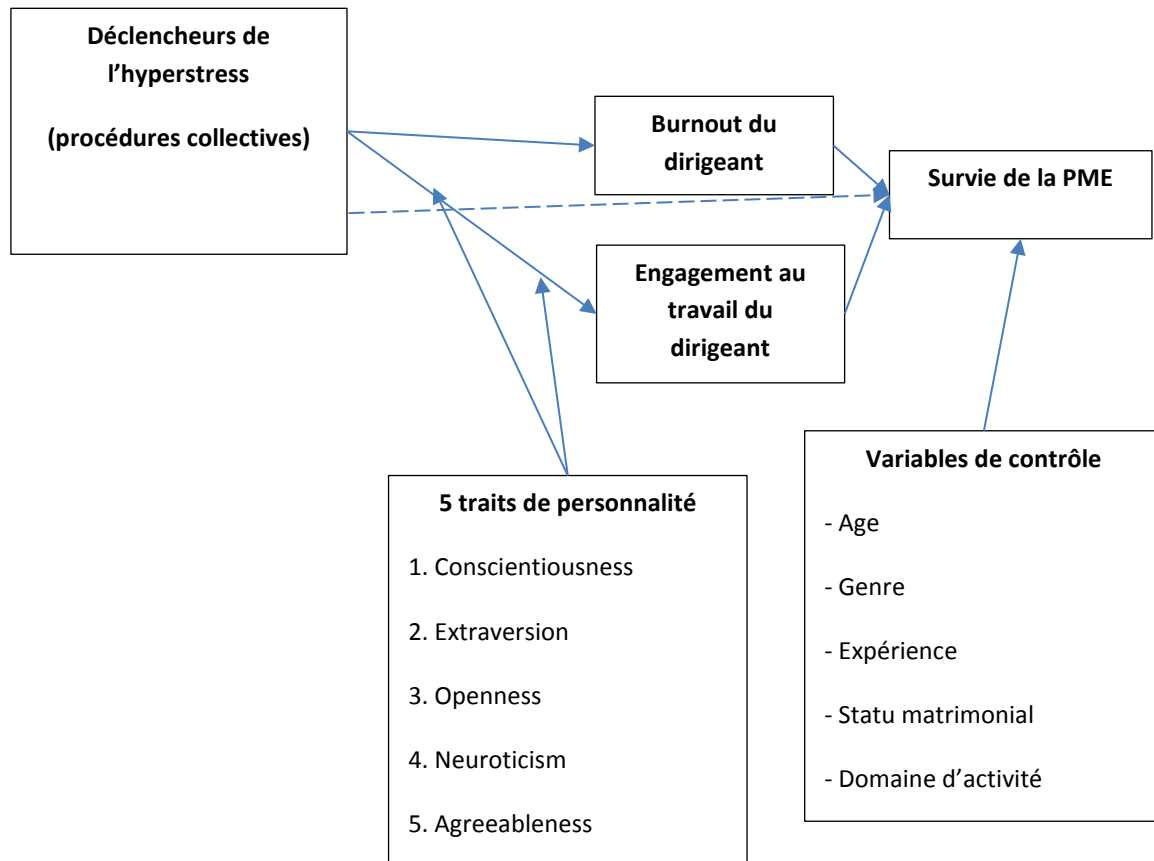 Déclencheurs de
l'hyperstress
(procédures collectives)
Burnout du
dirigeant
Survie de la PME
Engagement au
travail du
dirigeant
5 traits de personnalité
1. Conscientiousness
2. Extraversion
3. Openness
4. Neuroticism
5. Agreeableness
Variables de contrôle
- Age
- Genre
- Expérience
- Statu matrimonial
- Domaine d'activité